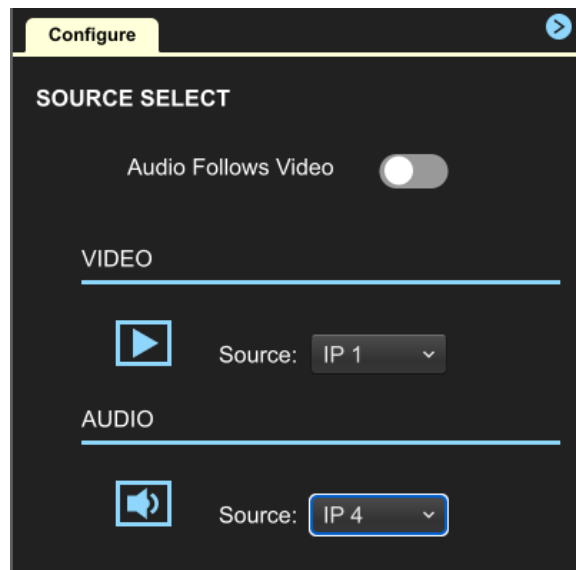 Configure
SOURCE SELECT
Audio Follows Video
VIDEO
Source: IP 1
AUDIO
Source: IP 4